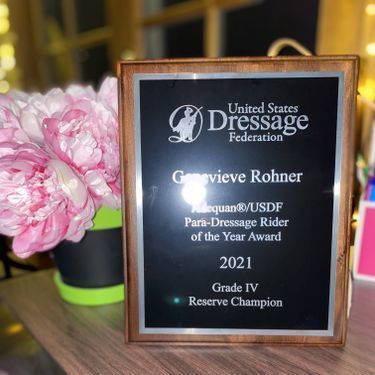 United States
Dressage
Federation
Genevieve Rohner
Adequan®/USDF
Para-Dressage Rider
of the Year Award
2021
Grade IV
Reserve Champion